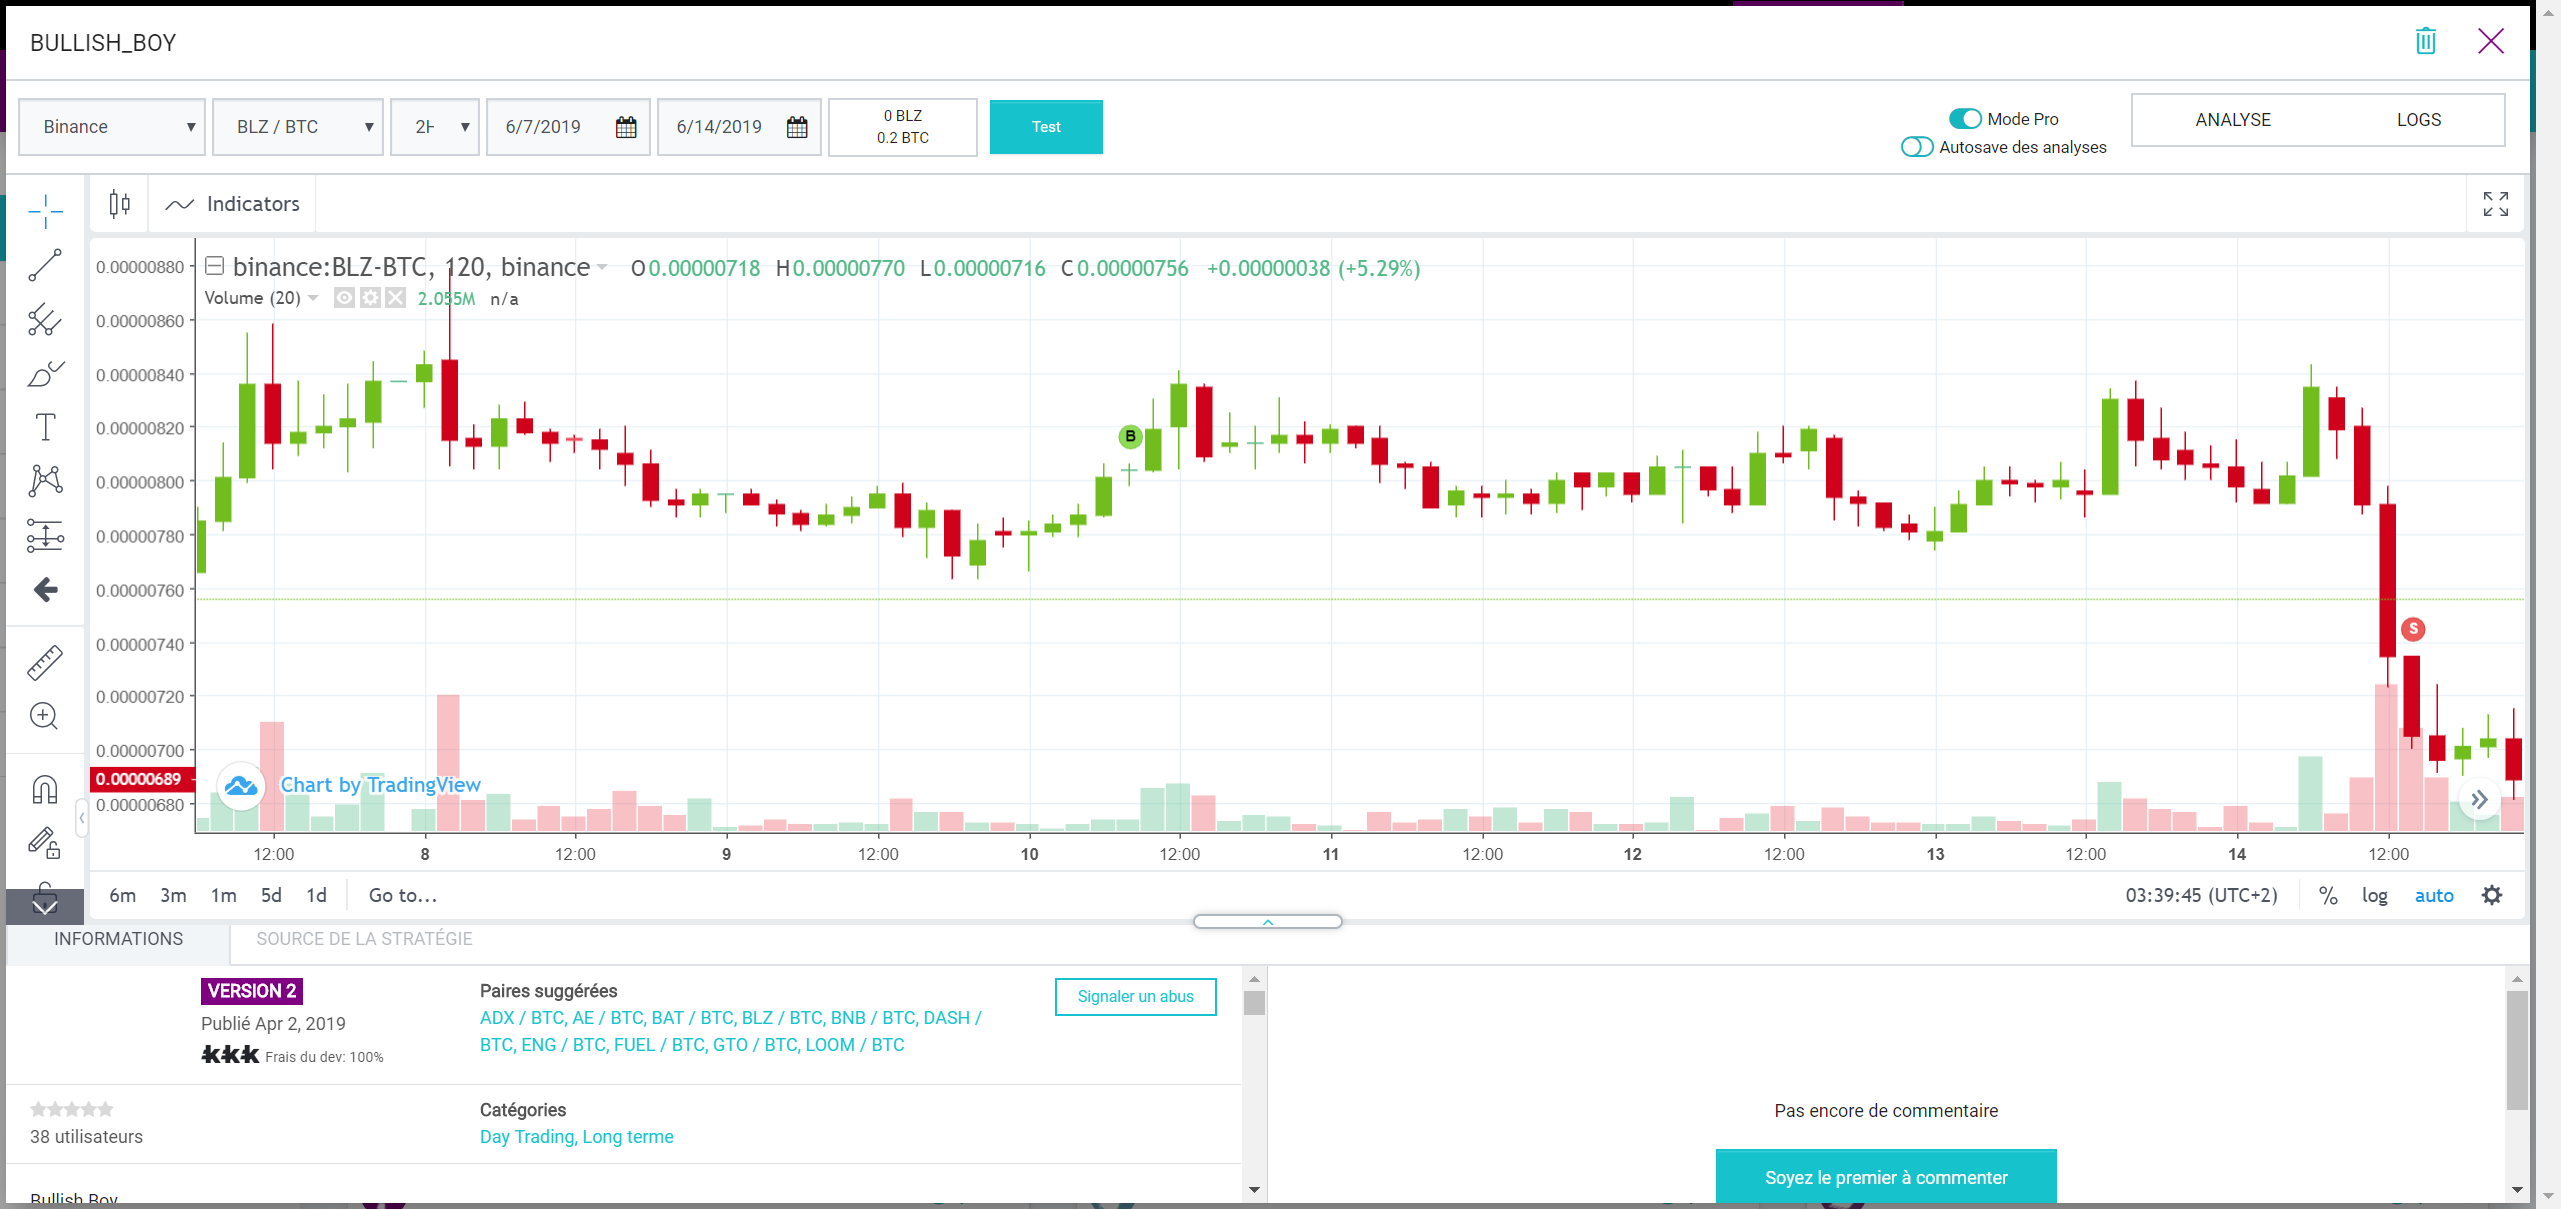 BULLISH_BOY
Binance
BLZ / BTC
2H
6/7/2019
6/14/2019
0 BLZ
0.2 BTC
Test
Mode Pro
Autosave des analyses
ANALYSE
LOGS
Indicators
binance:BLZ-BTC, 120, binance O0.00000718 H0.00000770 L0.00000716 C0.00000756 +0.00000038 (+5.29%)
Volume (20) 2.055M n/a
0.00000880
0.00000860
0.00000840
0.00000820
0.00000800
0.00000780
0.00000760
0.00000740
0.00000720
0.00000700
0.00000689
0.00000680
B
S
Chart by TradingView
12:00 8 12:00 9 12:00 10 12:00 11 12:00 12 12:00 13 12:00 14 12:00
6m 3m 1m 5d 1d Go to...
03:39:45 (UTC+2) % log auto
INFORMATIONS
SOURCE DE LA STRATÉGIE
VERSION 2
Publié Apr 2, 2019
Frais du dev: 100%
Paires suggérées
ADX / BTC, AE / BTC, BAT / BTC, BLZ / BTC, BNB / BTC, DASH /
BTC, ENG / BTC, FUEL / BTC, GTO / BTC, LOOM / BTC
Signaler un abus
38 utilisateurs
Catégories
Day Trading, Long terme
Bullish Boy
Pas encore de commentaire
Soyez le premier à commenter